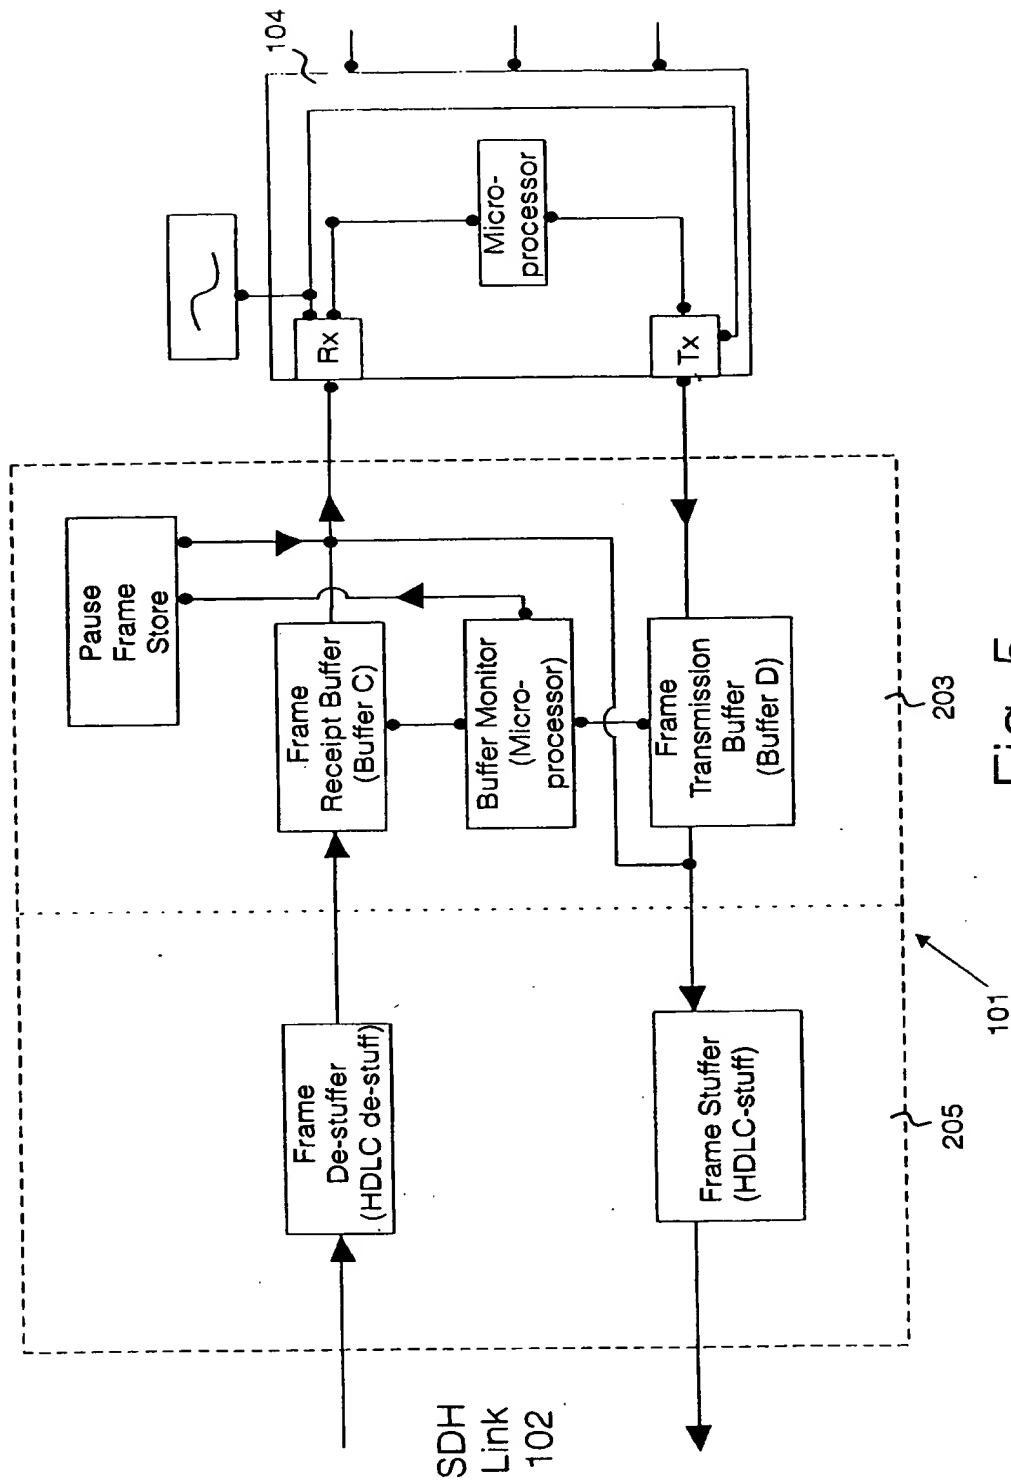 104
Micro-
processor
Rx
Tx
Pause
Frame
Store
Frame
Receipt Buffer
(Buffer C)
Buffer Monitor
(Micro-
processor)
Frame
Transmission
Buffer
(Buffer D)
203
Frame
De-stuffer
(HDLC de-stuff)
Frame Stuffer
(HDLC-stuff)
101
205
SDH
Link
102